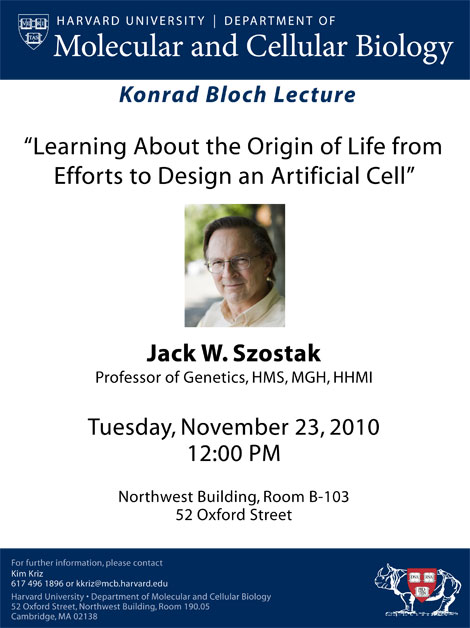 HARVARD UNIVERSITY | DEPARTMENT OF
Molecular and Cellular Biology
Konrad Bloch Lecture
“Learning About the Origin of Life from
Efforts to Design an Artificial Cell”
Jack W. Szostak
Professor of Genetics, HMS, MGH, HHMI
Tuesday, November 23, 2010
12:00 PM
Northwest Building, Room B-103
52 Oxford Street
For further information, please contact
Kim Kriz
617 496 1896 or kkriz@mcb.harvard.edu
Harvard University • Department of Molecular and Cellular Biology
52 Oxford Street, Northwest Building, Room 190.05
Cambridge, MA 02138